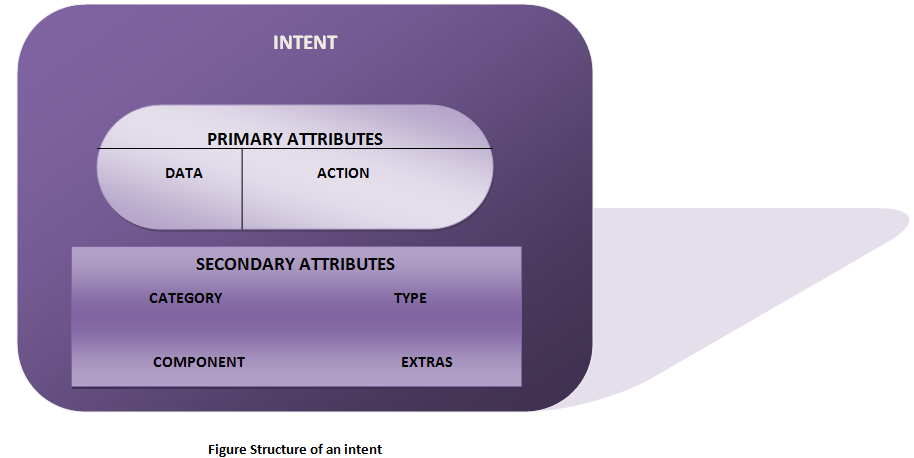 INTENT
PRIMARY ATTRIBUTES
DATA ACTION
SECONDARY ATTRIBUTES
CATEGORY TYPE
COMPONENT EXTRAS
Figure Structure of an intent